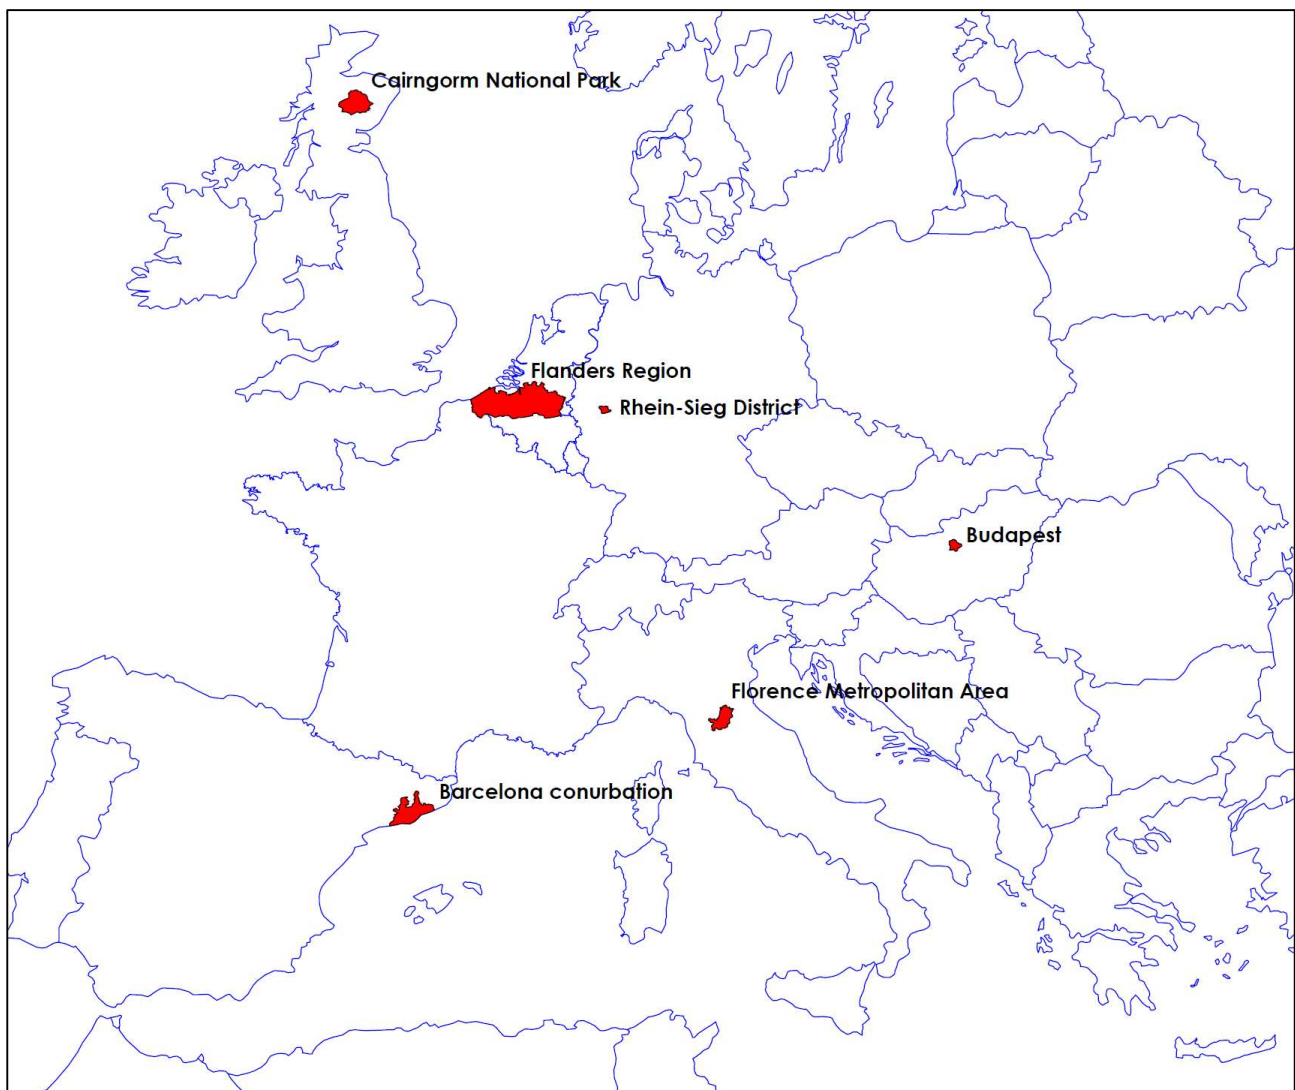 Cairngorm National Park
Flanders Region
Rhein-Sieg District
Budapest
Florence Metropolitan Area
Barcelona conurbation